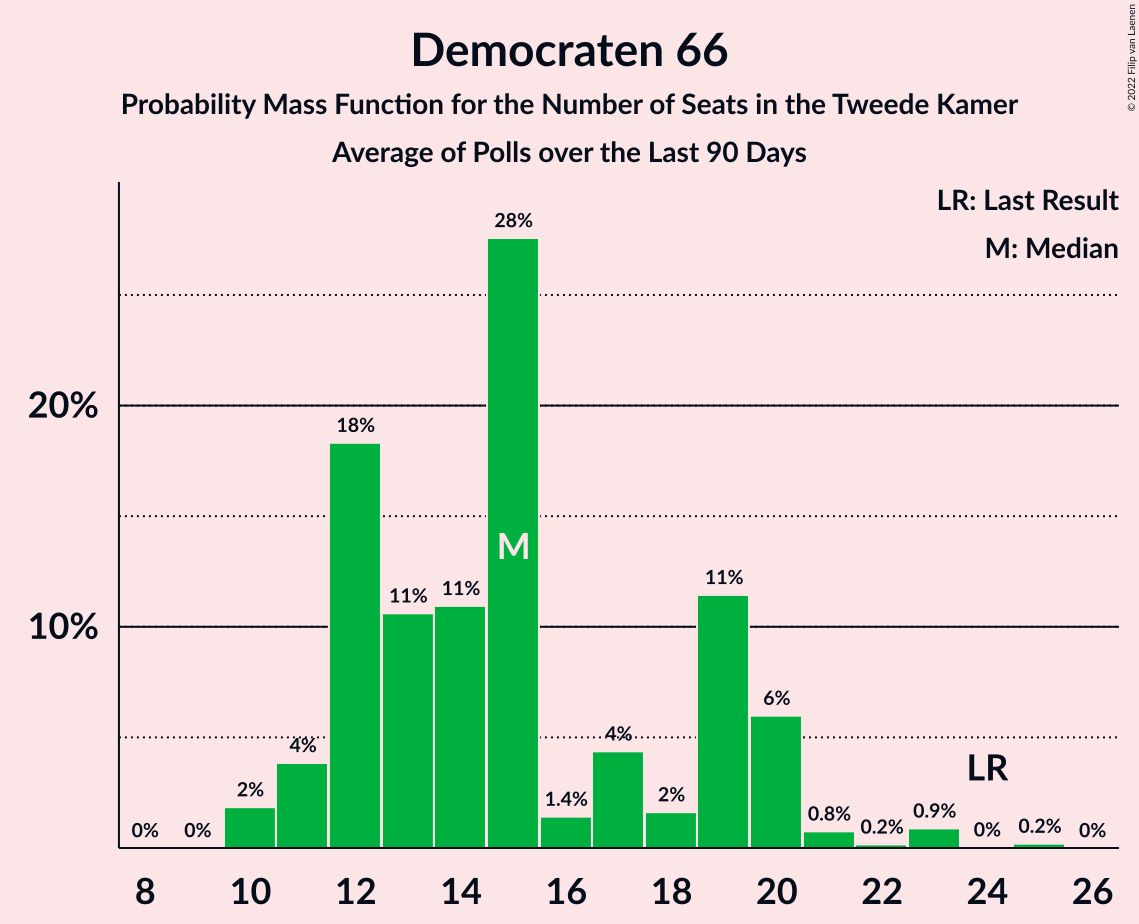 Democraten 66
Probability Mass Function for the Number of Seats in the Tweede Kamer
Average of Polls over the Last 90 Days
© 2022 Filip van Laenen
LR: Last Result
M: Median
20%
10%
0%
0%
2%
4%
18%
11%
11%
28%
M
1.4%
4%
2%
11%
6%
0.8%
0.2%
0.9%
LR
0%
0.2%
0%
8 10 12 14 16 18 20 22 24 26